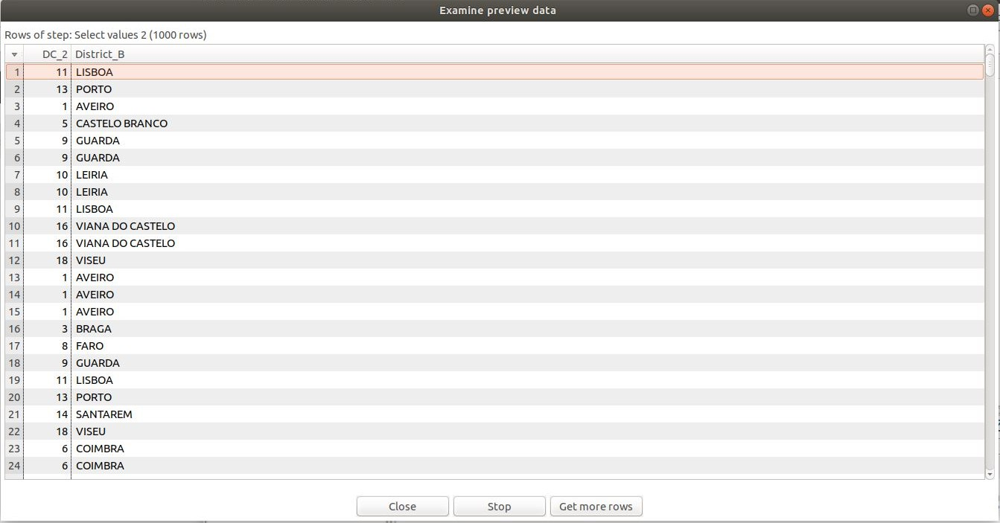 Examine preview data
Rows of step: Select values 2 (1000 rows)
DC_2 District_B
1 11 LISBOA
2 13 PORTO
3 1 AVEIRO
4 5 CASTELO BRANCO
5 9 GUARDA
6 9 GUARDA
7 10 LEIRIA
8 10 LEIRIA
9 11 LISBOA
10 16 VIANA DO CASTELO
11 16 VIANA DO CASTELO
12 18 VISEU
13 1 AVEIRO
14 1 AVEIRO
15 1 AVEIRO
16 3 BRAGA
17 8 FARO
18 9 GUARDA
19 11 LISBOA
20 13 PORTO
21 14 SANTAREM
22 18 VISEU
23 6 COIMBRA
24 6 COIMBRA
Close Stop Get more rows